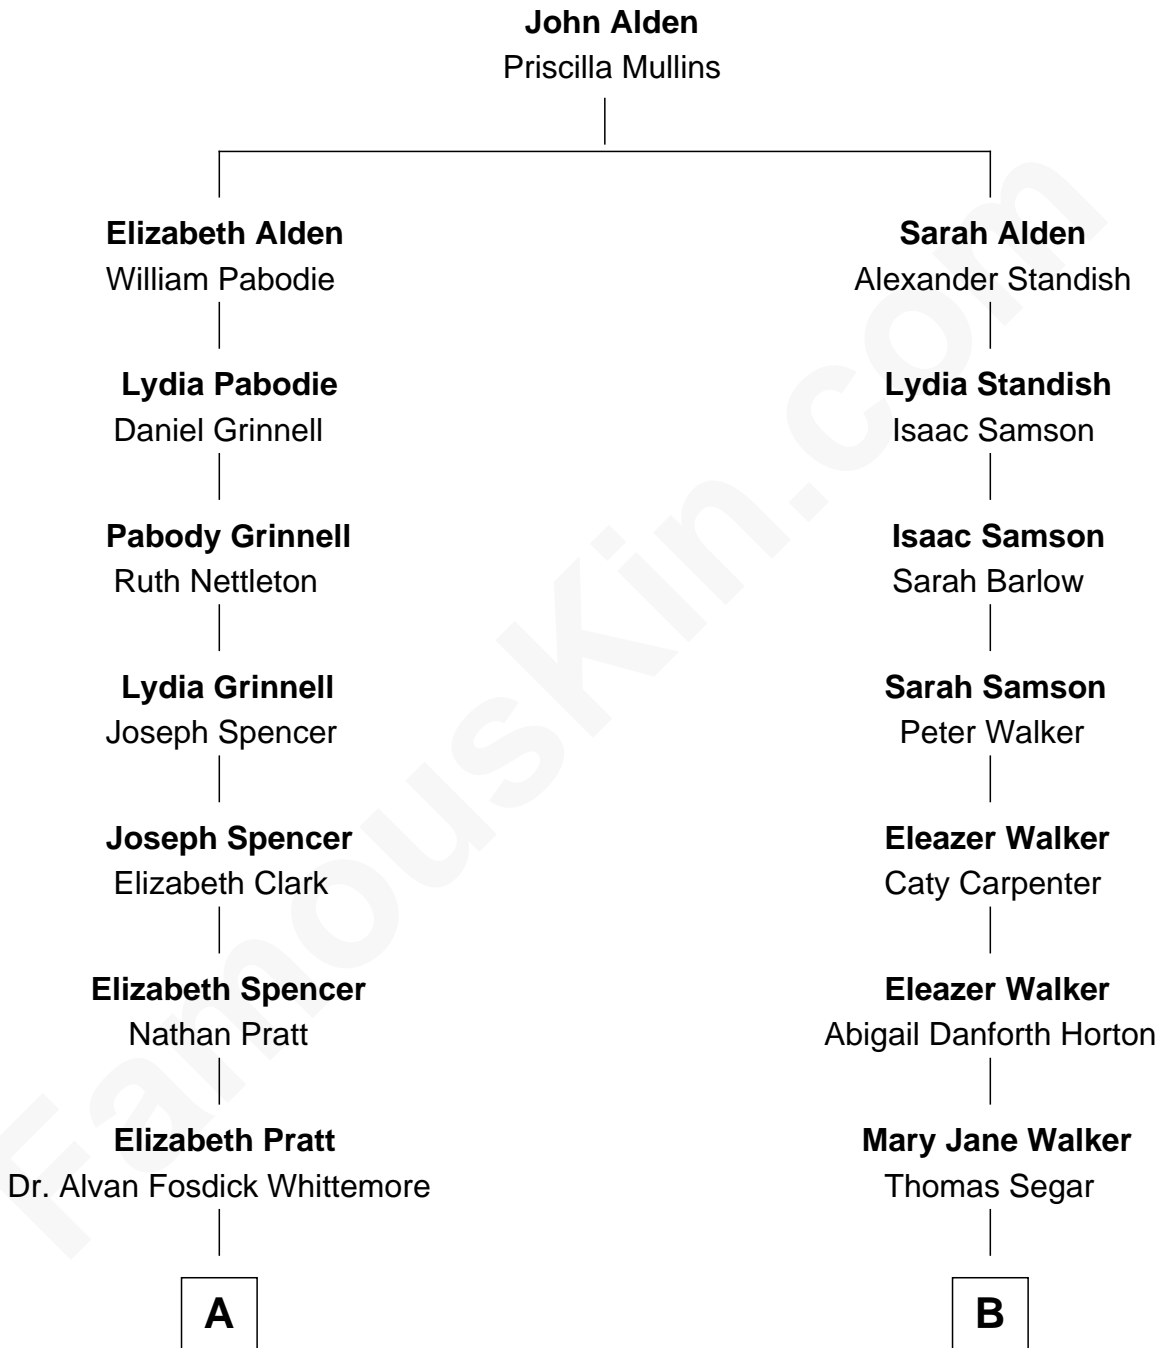 John Alden
Priscilla Mullins
Elizabeth Alden
William Pabodie
Sarah Alden
Alexander Standish
Lydia Pabodie
Daniel Grinnell
Lydia Standish
Isaac Samson
Pabody Grinnell
Ruth Nettleton
Isaac Samson
Sarah Barlow
Lydia Grinnell
Joseph Spencer
Sarah Samson
Peter Walker
Joseph Spencer
Elizabeth Clark
Eleazer Walker
Caty Carpenter
Elizabeth Spencer
Nathan Pratt
Eleazer Walker
Abigail Danforth Horton
Elizabeth Pratt
Dr. Alvan Fosdick Whittemore
Mary Jane Walker
Thomas Segar
A
B
FamousKin.com